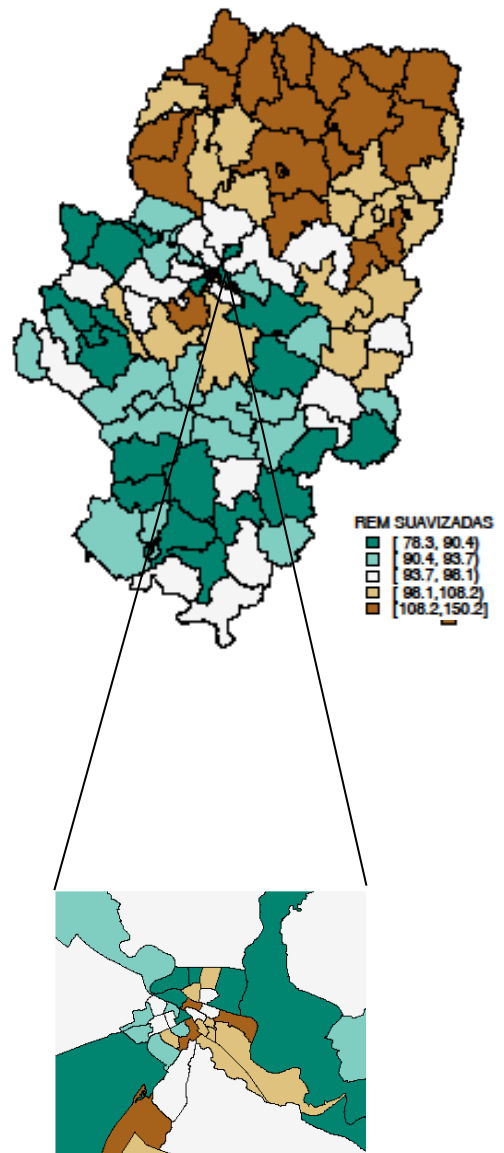 REM SUAVIZADAS
[ 78.3, 90.4)
[ 90.4, 93.7)
[ 93.7, 98.1)
[ 98.1,108.2)
[108.2,150.2]